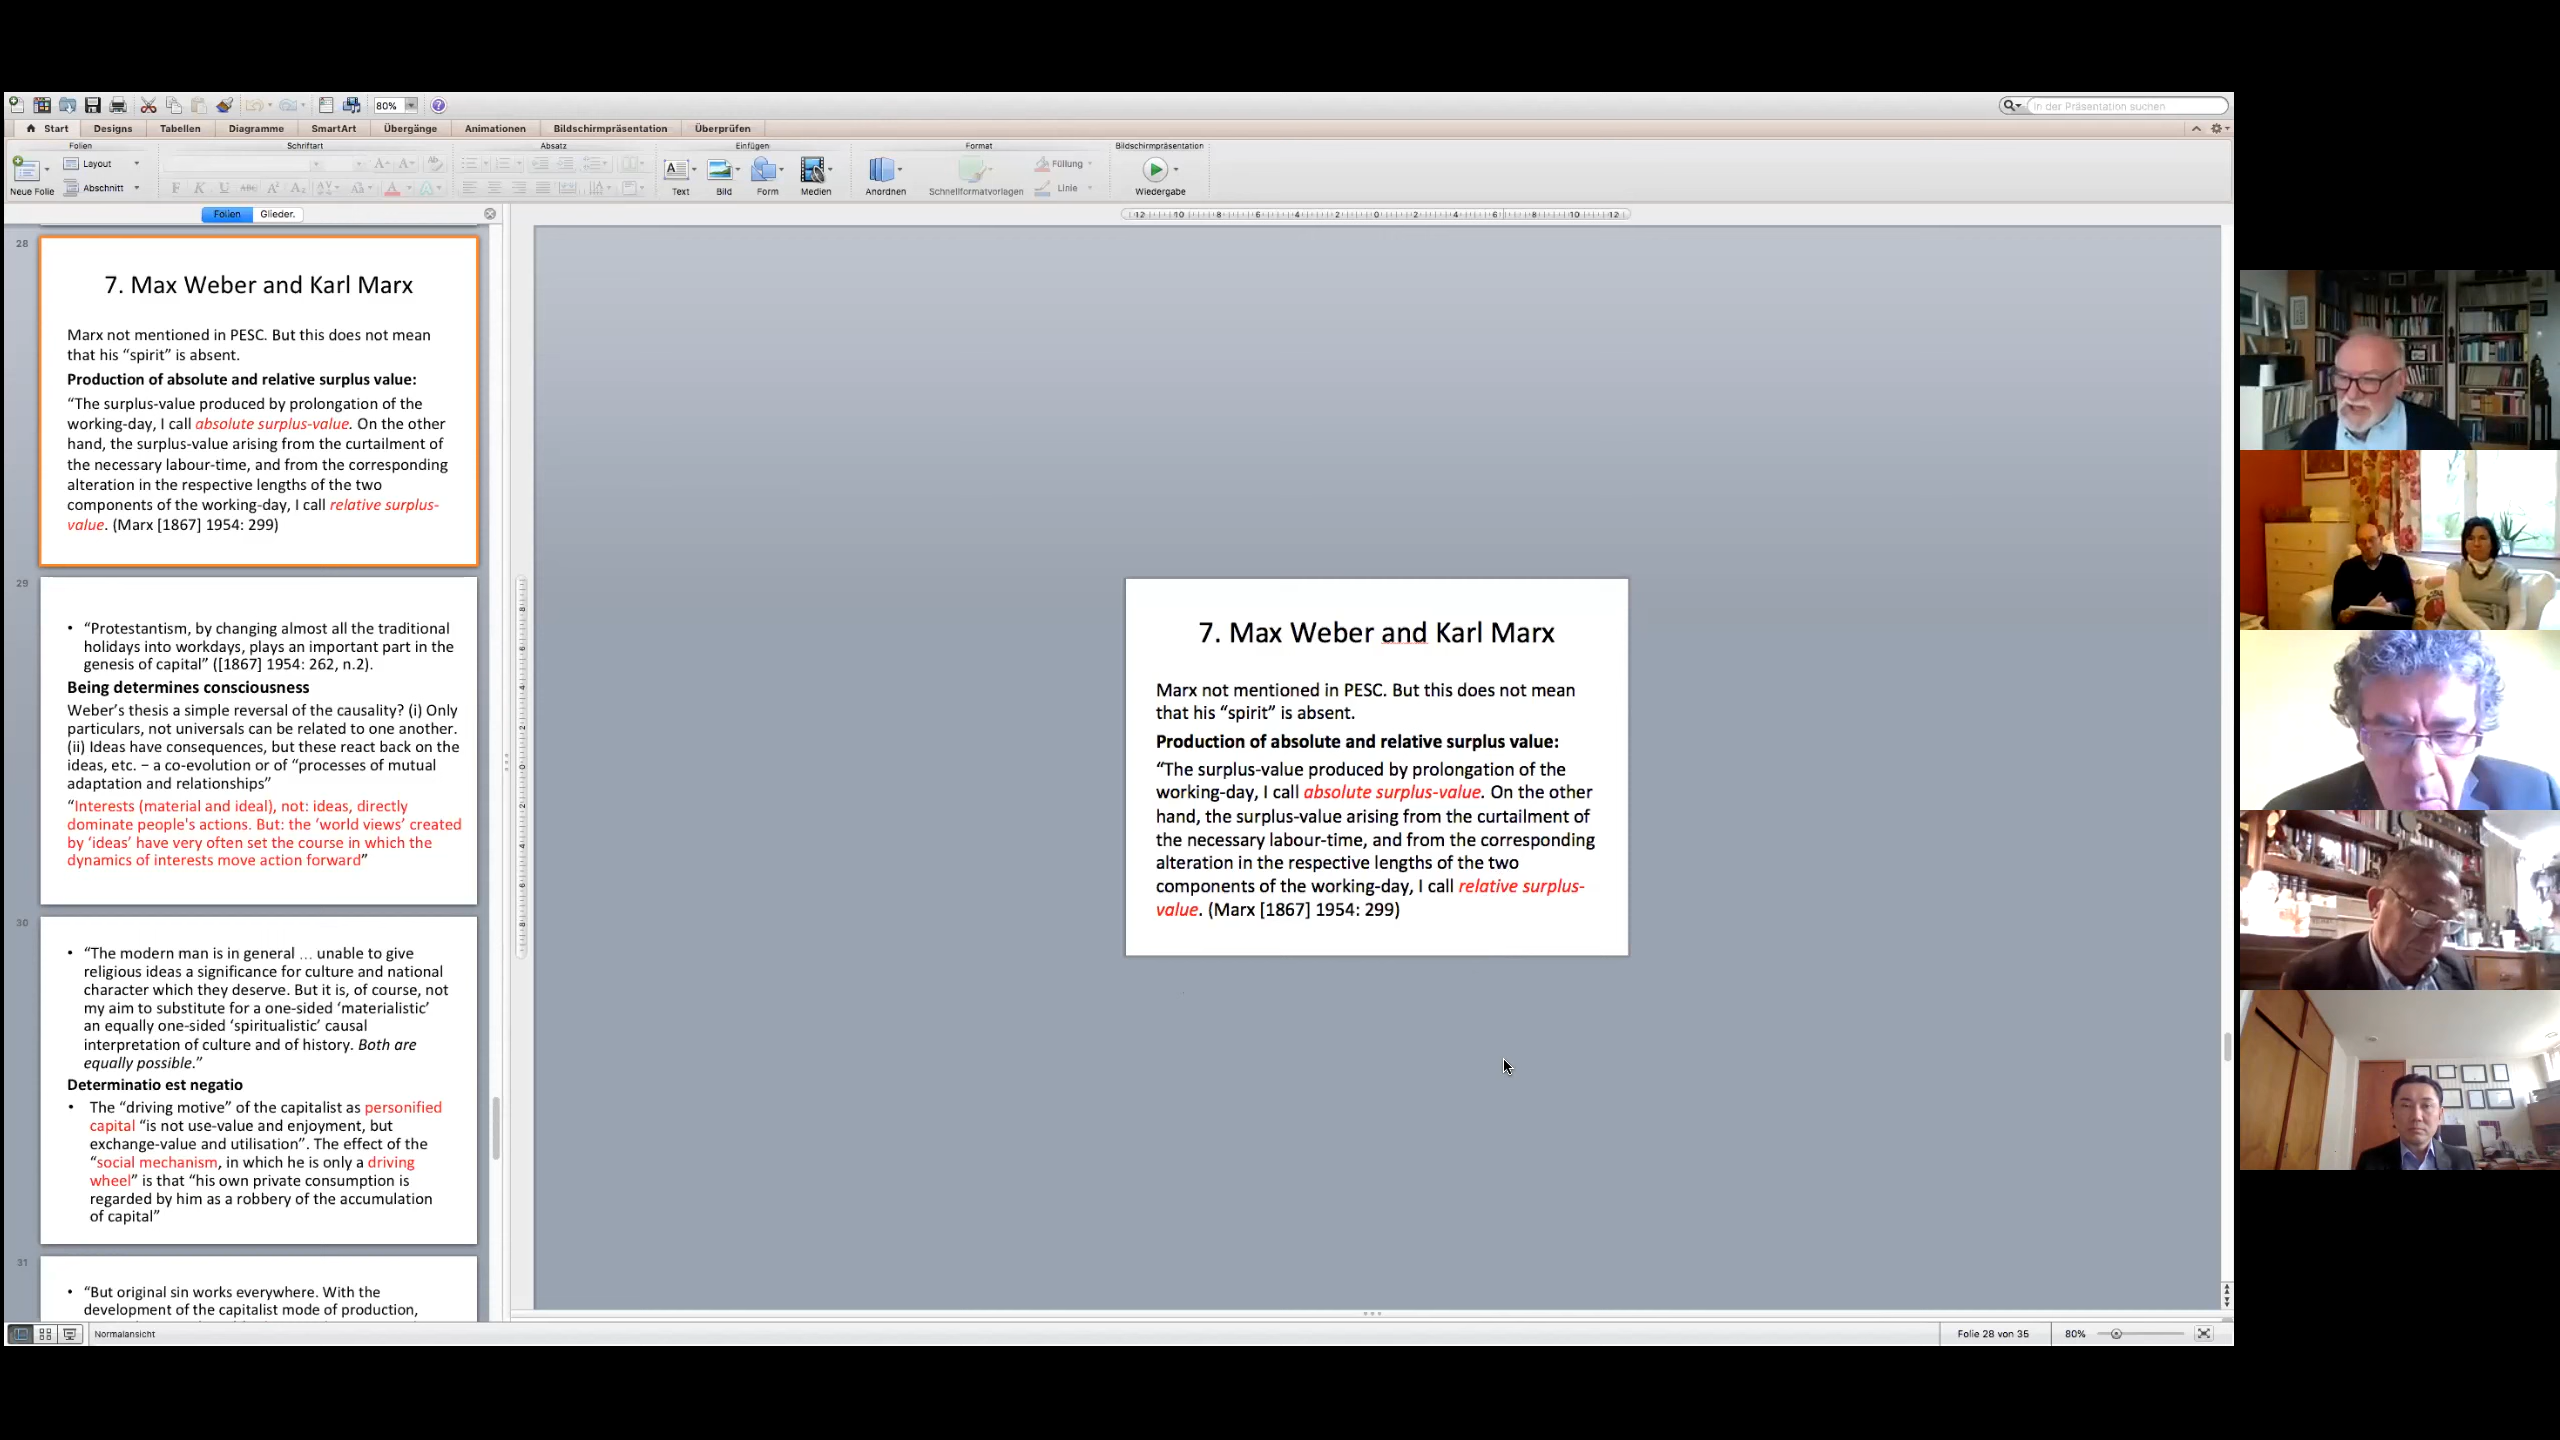 80%
In der Präsentation suchen
Start
Designs
Tabellen
Diagramme
SmartArt
Übergänge
Animationen
Bildschirmpräsentation
Überprüfen
Folien
Schriftart
Absatz
Einfügen
Format
Bildschirmpräsentation
Layout
Füllung
Neue Folie
Abschnitt
F K U ABC A² A₂
Text
Bild
Form
Medien
Anordnen
Schnellformatvorlagen
Linie
Wiedergabe
Folien
Glieder.
12 10 8 6 4 2 0 2 4 6 8 10 12
28
7. Max Weber and Karl Marx
Marx not mentioned in PESC. But this does not mean
that his “spirit” is absent.
Production of absolute and relative surplus value:
“The surplus-value produced by prolongation of the
working-day, I call absolute surplus-value. On the other
hand, the surplus-value arising from the curtailment of
the necessary labour-time, and from the corresponding
alteration in the respective lengths of the two
components of the working-day, I call relative surplus-
value. (Marx [1867] 1954: 299)
29
• “Protestantism, by changing almost all the traditional
holidays into workdays, plays an important part in the
genesis of capital” ([1867] 1954: 262, n.2).
Being determines consciousness
Weber’s thesis a simple reversal of the causality? (i) Only
particulars, not universals can be related to one another.
(ii) Ideas have consequences, but these react back on the
ideas, etc. − a co-evolution or of “processes of mutual
adaptation and relationships”
“Interests (material and ideal), not: ideas, directly
dominate people's actions. But: the ‘world views’ created
by ‘ideas’ have very often set the course in which the
dynamics of interests move action forward”
30
• “The modern man is in general … unable to give
religious ideas a significance for culture and national
character which they deserve. But it is, of course, not
my aim to substitute for a one-sided ‘materialistic’
an equally one-sided ‘spiritualistic’ causal
interpretation of culture and of history. Both are
equally possible.”
Determinatio est negatio
• The “driving motive” of the capitalist as personified
capital “is not use-value and enjoyment, but
exchange-value and utilisation”. The effect of the
“social mechanism, in which he is only a driving
wheel” is that “his own private consumption is
regarded by him as a robbery of the accumulation
of capital”
31
• “But original sin works everywhere. With the
development of the capitalist mode of production,
7. Max Weber and Karl Marx
Marx not mentioned in PESC. But this does not mean
that his “spirit” is absent.
Production of absolute and relative surplus value:
“The surplus-value produced by prolongation of the
working-day, I call absolute surplus-value. On the other
hand, the surplus-value arising from the curtailment of
the necessary labour-time, and from the corresponding
alteration in the respective lengths of the two
components of the working-day, I call relative surplus-
value. (Marx [1867] 1954: 299)
Normalansicht
Folie 28 von 35
80%